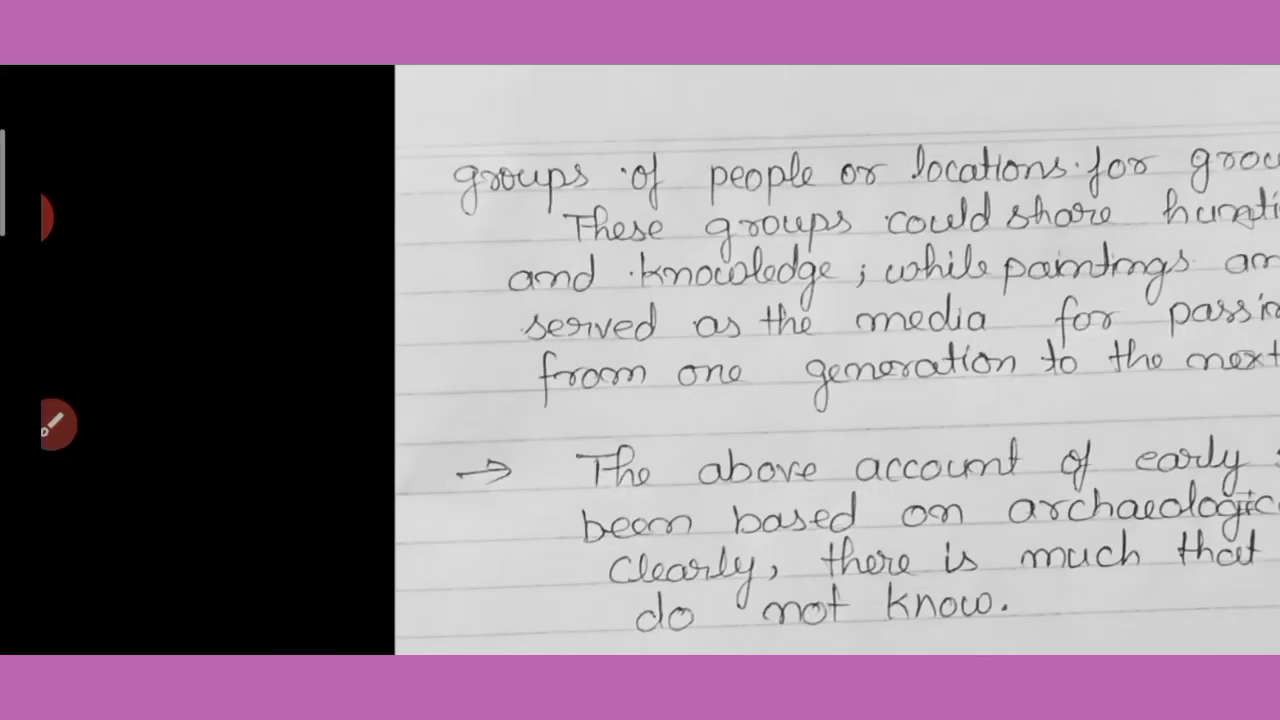 groups of people or locations for grou
These groups could share hunti
and knowledge; while paintings an
served as the media for passin
from one generation to the next
→ The above account of early
been based on archaeologic
Clearly, there is much that
do not know.